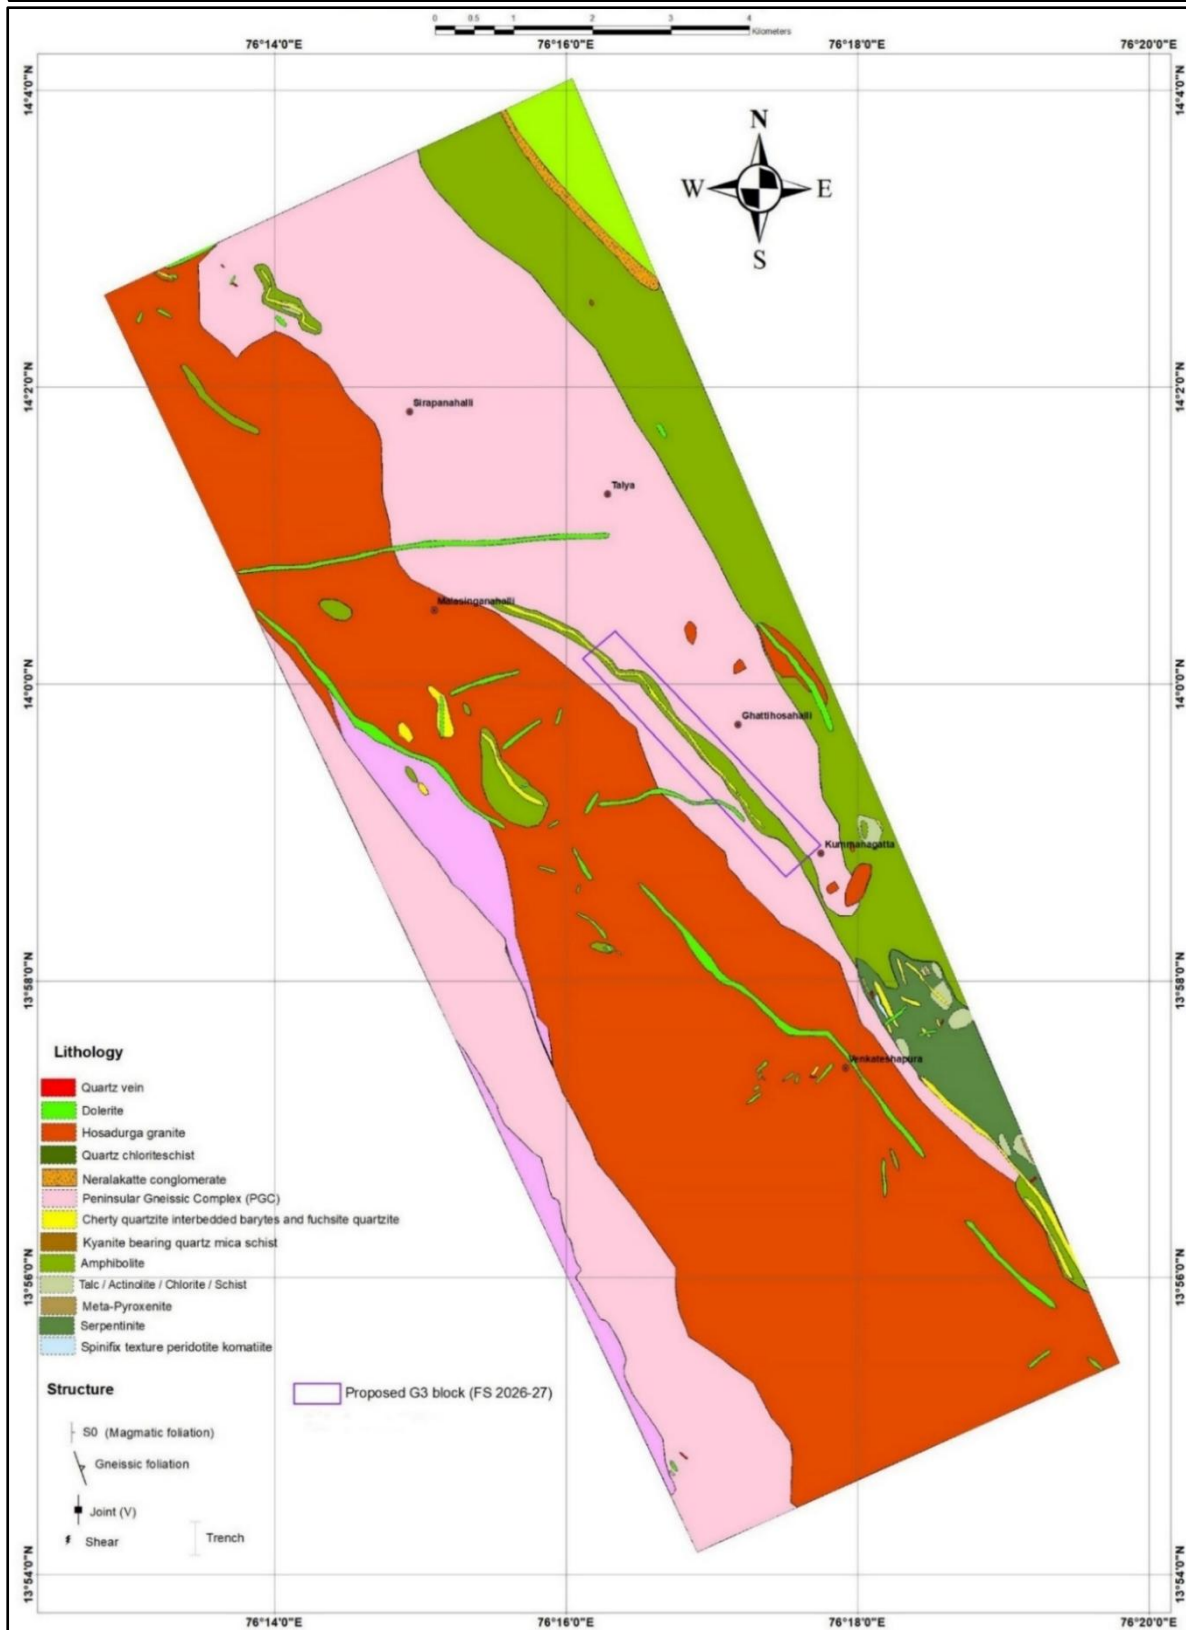 0 0.5 1 2 3 4
Kilometers
76°14'0"E 76°16'0"E 76°18'0"E 76°20'0"E
14°4'0"N 14°4'0"N
N
W E
S
14°2'0"N 14°2'0"N
Sirapanahalli
Talya
Malasinganahalli
14°0'0"N 14°0'0"N
Ghattihosahalli
Kummanagatta
13°58'0"N 13°58'0"N
Venkateshapura
Lithology
Quartz vein
Dolerite
Hosadurga granite
Quartz chloriteschist
Neralakatte conglomerate
Peninsular Gneissic Complex (PGC)
Cherty quartzite interbedded barytes and fuchsite quartzite
Kyanite bearing quartz mica schist
Amphibolite
Talc / Actinolite / Chlorite / Schist
Meta-Pyroxenite
Serpentinite
Spinifix texture peridotite komatiite
13°56'0"N 13°56'0"N
Structure
Proposed G3 block (FS 2026-27)
S0 (Magmatic foliation)
Gneissic foliation
Joint (V)
Shear
Trench
13°54'0"N 13°54'0"N
76°14'0"E 76°16'0"E 76°18'0"E 76°20'0"E